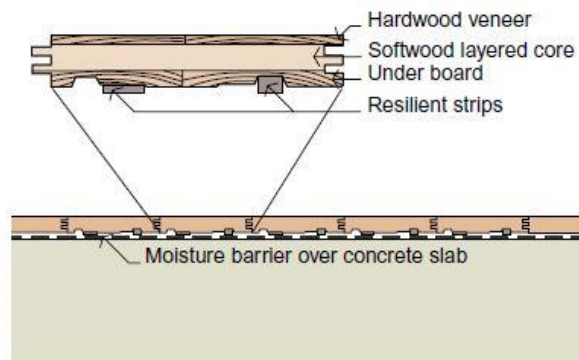 Hardwood veneer
Softwood layered core
Under board
Resilient strips
Moisture barrier over concrete slab